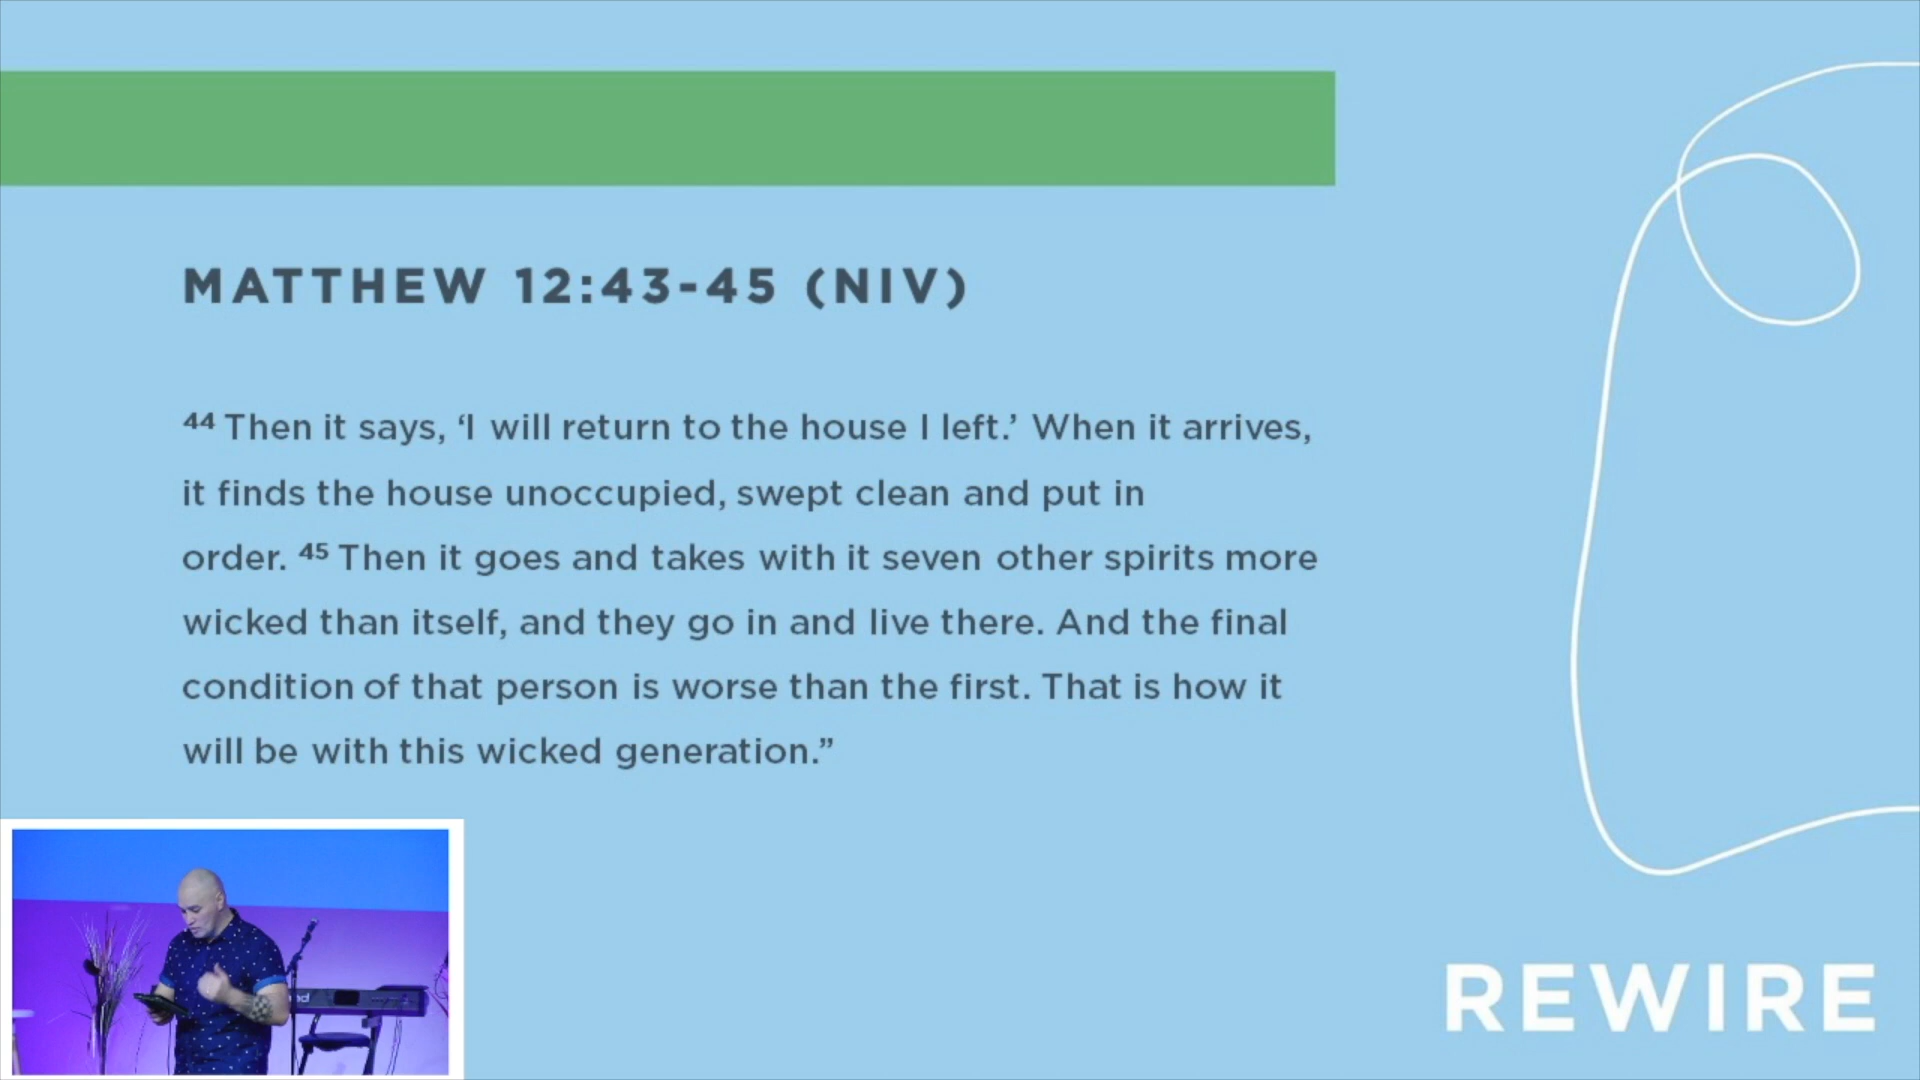 MATTHEW 12:43-45 (NIV)
⁴⁴ Then it says, ‘I will return to the house I left.’ When it arrives,
it finds the house unoccupied, swept clean and put in
order. ⁴⁵ Then it goes and takes with it seven other spirits more
wicked than itself, and they go in and live there. And the final
condition of that person is worse than the first. That is how it
will be with this wicked generation.”
REWIRE